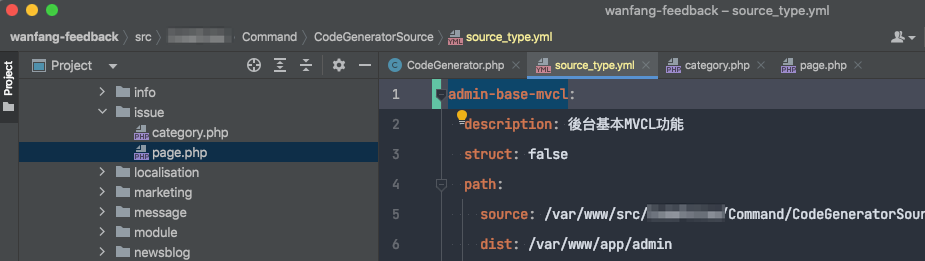 wanfang-feedback – source_type.yml
wanfang-feedback src Command CodeGeneratorSource source_type.yml
Project
Project
info
issue
category.php
page.php
localisation
marketing
message
module
newsblog
CodeGenerator.php source_type.yml category.php page.php
1 admin-base-mvcl:
2 description: 後台基本MVCL功能
3 struct: false
4 path:
5 source: /var/www/src/ /Command/CodeGeneratorSour
6 dist: /var/www/app/admin